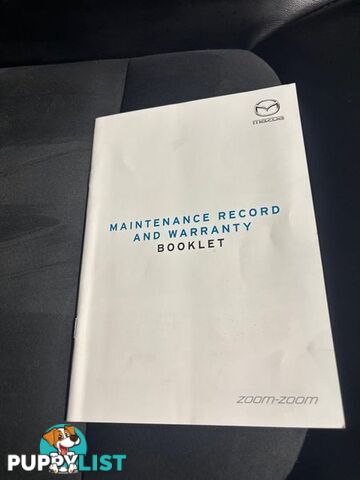 mazda
MAINTENANCE RECORD
AND WARRANTY
BOOKLET
zoom-zoom
PUPPYLIST